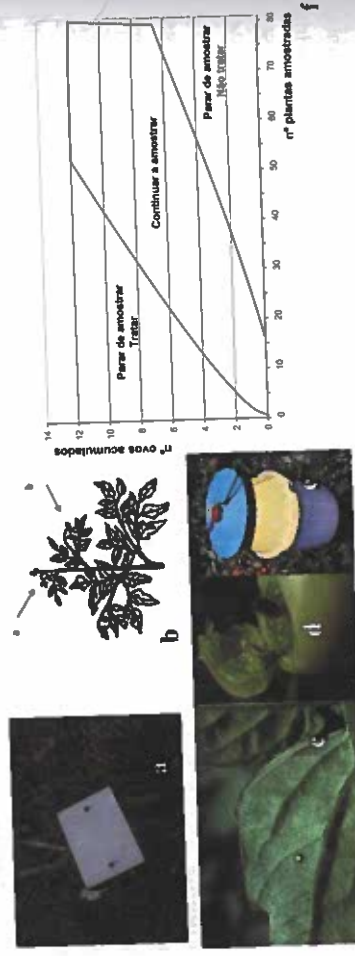 a
b
c
d
e
f
nº ovos acumulados
14
12
10
8
6
4
2
0
Parar de amostrar
Tratar
Continuar a amostrar
Parar de amostrar
Não tratar
0
10
20
30
40
50
60
70
80
nº plantas amostradas